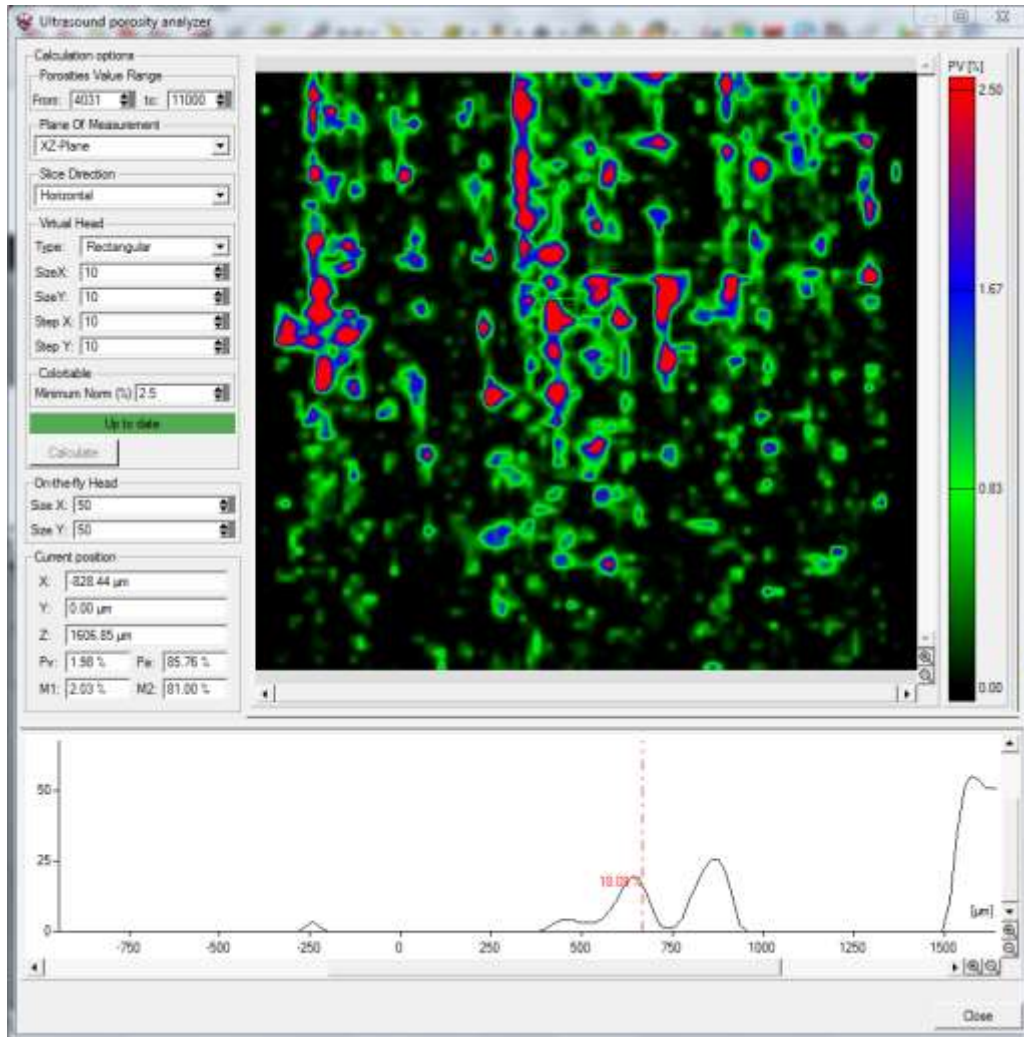 Ultrasound porosity analyzer
Calculation options
Porosities Value Range
From: 4031 to: 11000
Plane Of Measurement
XZ-Plane
Slice Direction
Horizontal
Virtual Head
Type: Rectangular
SizeX: 10
SizeY: 10
Step X: 10
Step Y: 10
Colortable
Minimum Norm (%) 2.5
Up to date
Calculate
On-the-fly Head
Size X: 50
Size Y: 50
Current position
X: -828.44 µm
Y: 0.00 µm
Z: 1606.85 µm
Pv: 1.98 % Pa: 85.76 %
M1: 2.03 % M2: 81.00 %
PV [%]
2.50
1.67
0.83
0.00
50
25
0
-750 -500 -250 0 250 500 750 1000 1250 1500
[µm]
Close